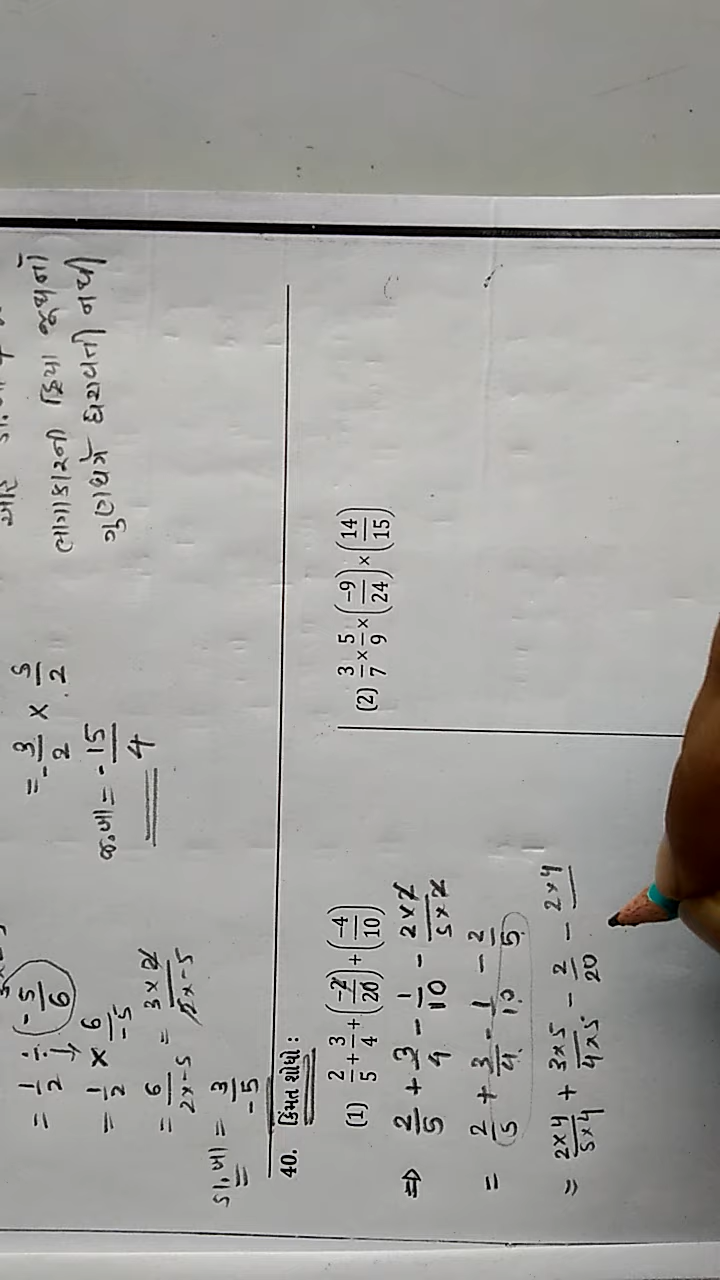 = 1/2 ÷ (-5/6)
= 1/2 × 6/-5
= 6/2×-5 = 3×2/2×-5
ડા.બા = 3/-5
= -3/2 × 5/2
જ.બા = -15/4
ભાગાકારની ક્રિયા જૂથનો
ગુણધર્મ ધરાવતી નથી
40. કિંમત શોધો :
(1) 2/5 + 3/4 + (-2/20) + (-4/10)
⇒ 2/5 + 3/4 - 1/10 - 2×2/5×2
= 2/5 + 3/4 - 1/10 - 2/5
= 2×4/5×4 + 3×5/4×5 - 2/20 - 2×4
(2) 3/7 × 5/9 × (-9/24) × (14/15)